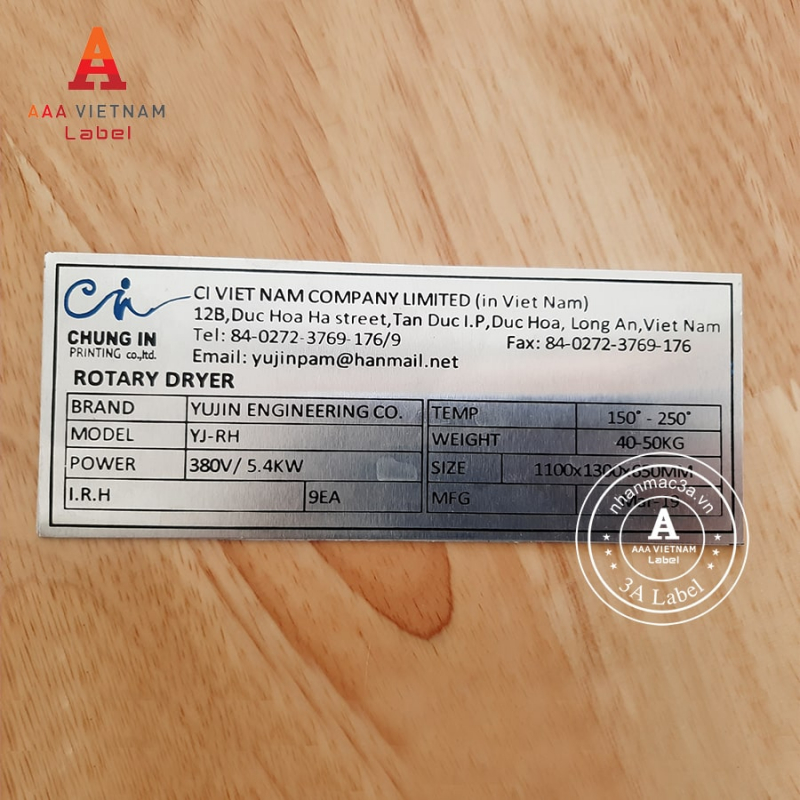 A
AAA VIETNAM
Label
Cin
CHUNG IN
PRINTING co.,ltd.
CI VIET NAM COMPANY LIMITED (in Viet Nam)
12B,Duc Hoa Ha street,Tan Duc I.P,Duc Hoa, Long An,Viet Nam
Tel: 84-0272-3769-176/9 Fax: 84-0272-3769-176
Email: yujinpam@hanmail.net
ROTARY DRYER
BRAND YUJIN ENGINEERING CO. TEMP 150° - 250°
MODEL YJ-RH WEIGHT 40-50KG
POWER 380V/ 5.4KW SIZE 1100x1300x650MM
I.R.H 9EA MFG
nhanmac3a.vn
A
AAA VIETNAM
Label
3A Label